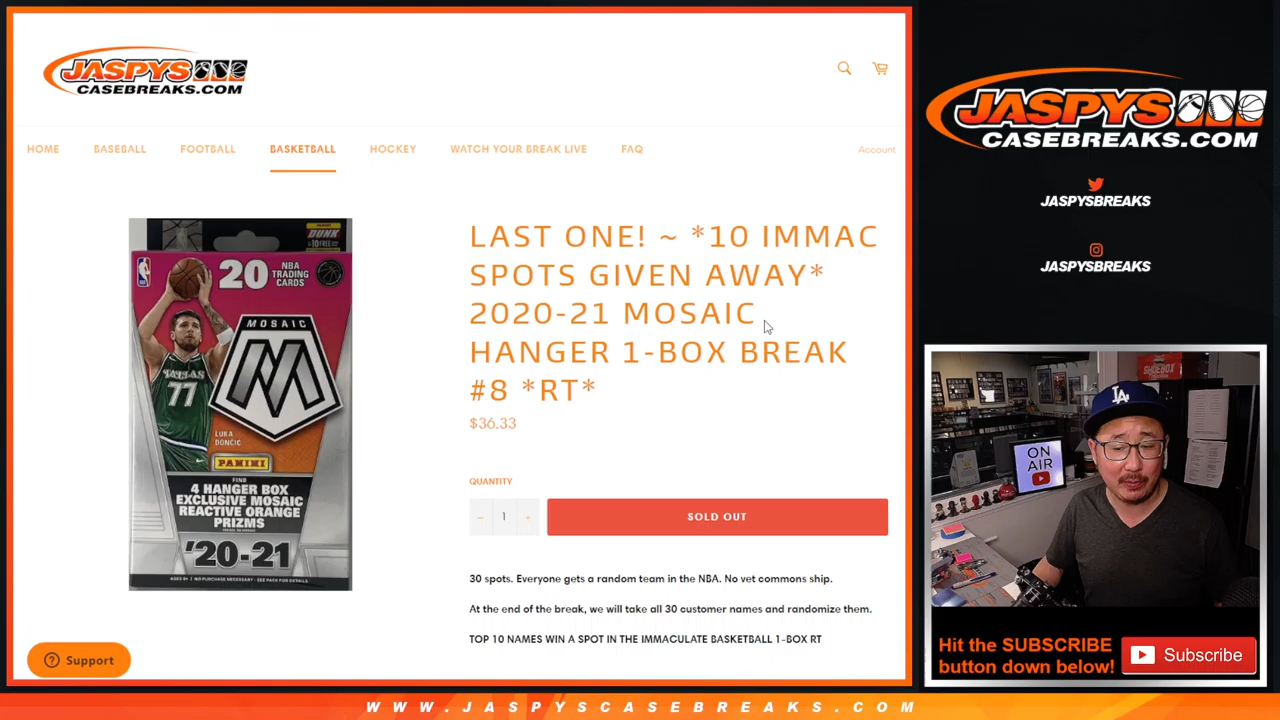 JASPYS
CASEBREAKS.COM
HOME
BASEBALL
FOOTBALL
BASKETBALL
HOCKEY
WATCH YOUR BREAK LIVE
FAQ
Account
DUNK
20 NBA TRADING CARDS
MOSAIC
DALLAS
77
LUKA
DONČIĆ
PANINI
FIND
4 HANGER BOX
EXCLUSIVE MOSAIC
REACTIVE ORANGE
PRIZMS
'20-21
LAST ONE! ~ *10 IMMAC
SPOTS GIVEN AWAY*
2020-21 MOSAIC
HANGER 1-BOX BREAK
#8 *RT*
$36.33
QUANTITY
− 1 +
SOLD OUT
30 spots. Everyone gets a random team in the NBA. No vet commons ship.
At the end of the break, we will take all 30 customer names and randomize them.
TOP 10 NAMES WIN A SPOT IN THE IMMACULATE BASKETBALL 1-BOX RT
Support
JASPYS
CASEBREAKS.COM
JASPYSBREAKS
JASPYSBREAKS
SHOEBOX
ON
AIR
LA
Hit the SUBSCRIBE
button down below!
Subscribe
WWW.JASPYSCASEBREAKS.COM